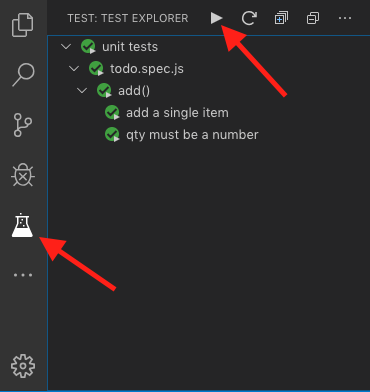 TEST: TEST EXPLORER
unit tests
todo.spec.js
add()
add a single item
qty must be a number